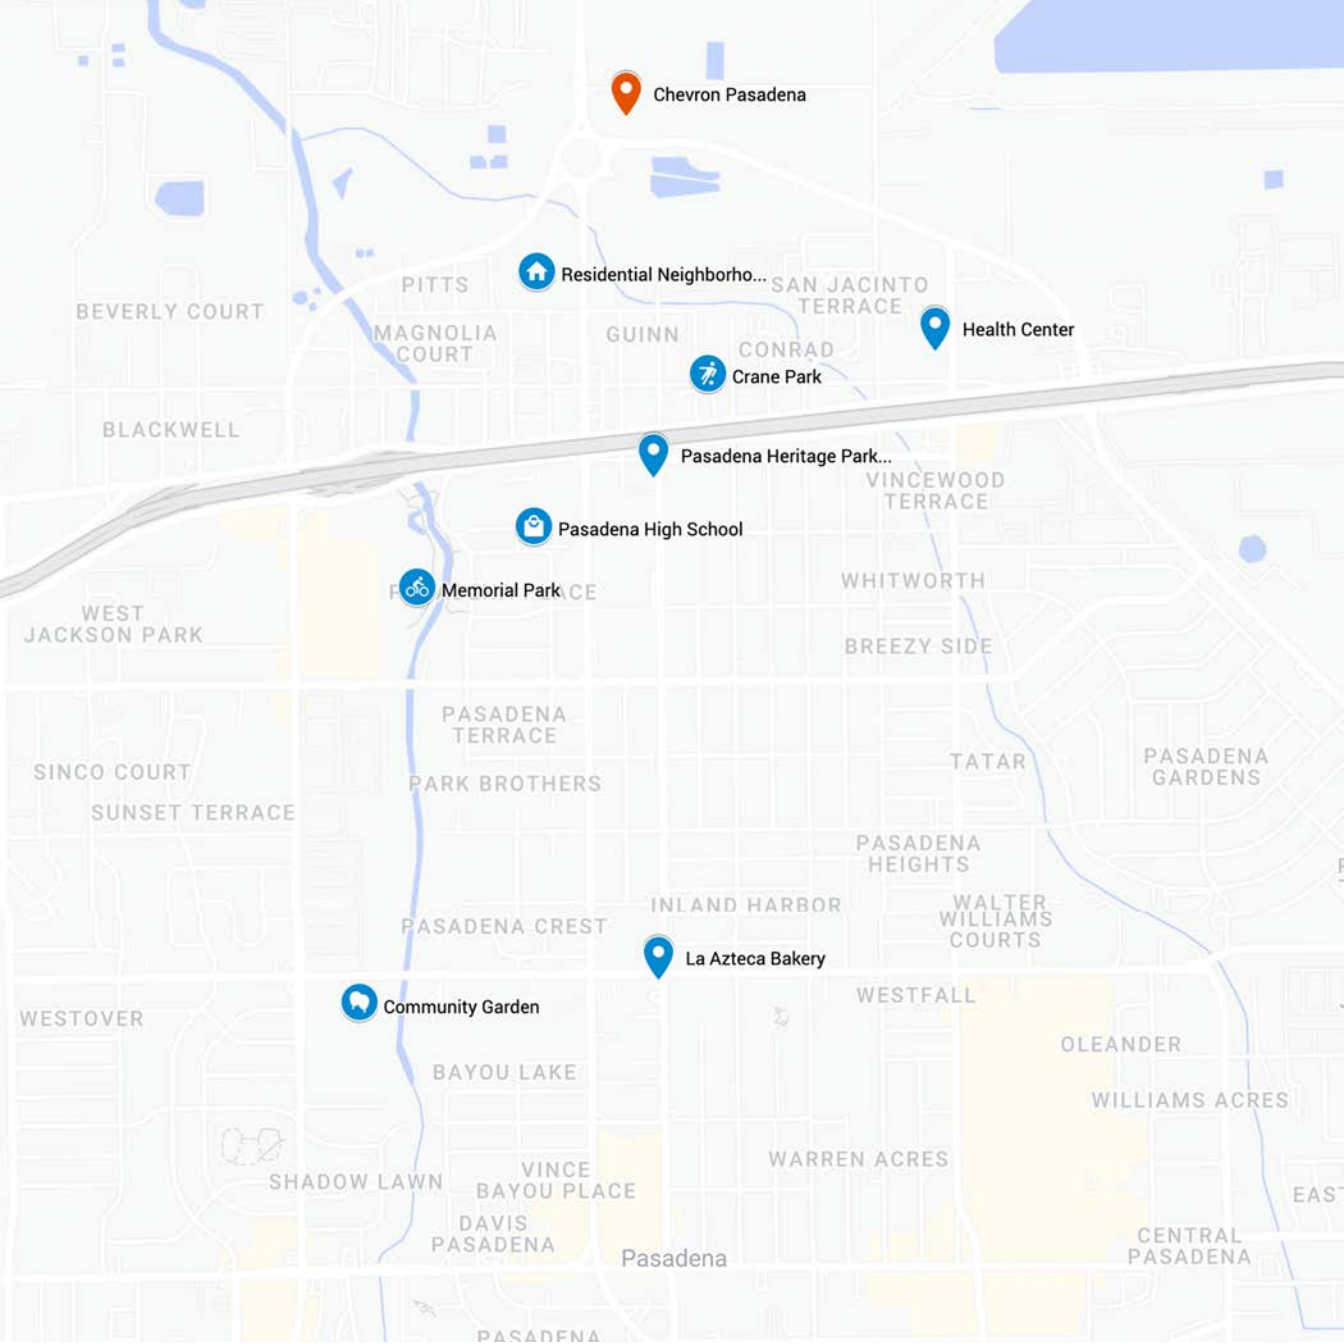 Chevron Pasadena
Residential Neighborho...
PITTS
SAN JACINTO
TERRACE
BEVERLY COURT
MAGNOLIA
COURT
GUINN
Health Center
CONRAD
Crane Park
BLACKWELL
Pasadena Heritage Park...
VINCEWOOD
TERRACE
Pasadena High School
WHITWORTH
Memorial Park
WEST
JACKSON PARK
BREEZY SIDE
PASADENA
TERRACE
TATAR
PASADENA
GARDENS
SINCO COURT
PARK BROTHERS
SUNSET TERRACE
PASADENA
HEIGHTS
INLAND HARBOR
WALTER
WILLIAMS
COURTS
PASADENA CREST
La Azteca Bakery
WESTFALL
Community Garden
WESTOVER
OLEANDER
BAYOU LAKE
WILLIAMS ACRES
WARREN ACRES
SHADOW LAWN
VINCE
BAYOU PLACE
EAST
DAVIS
PASADENA
CENTRAL
PASADENA
Pasadena
PASADENA